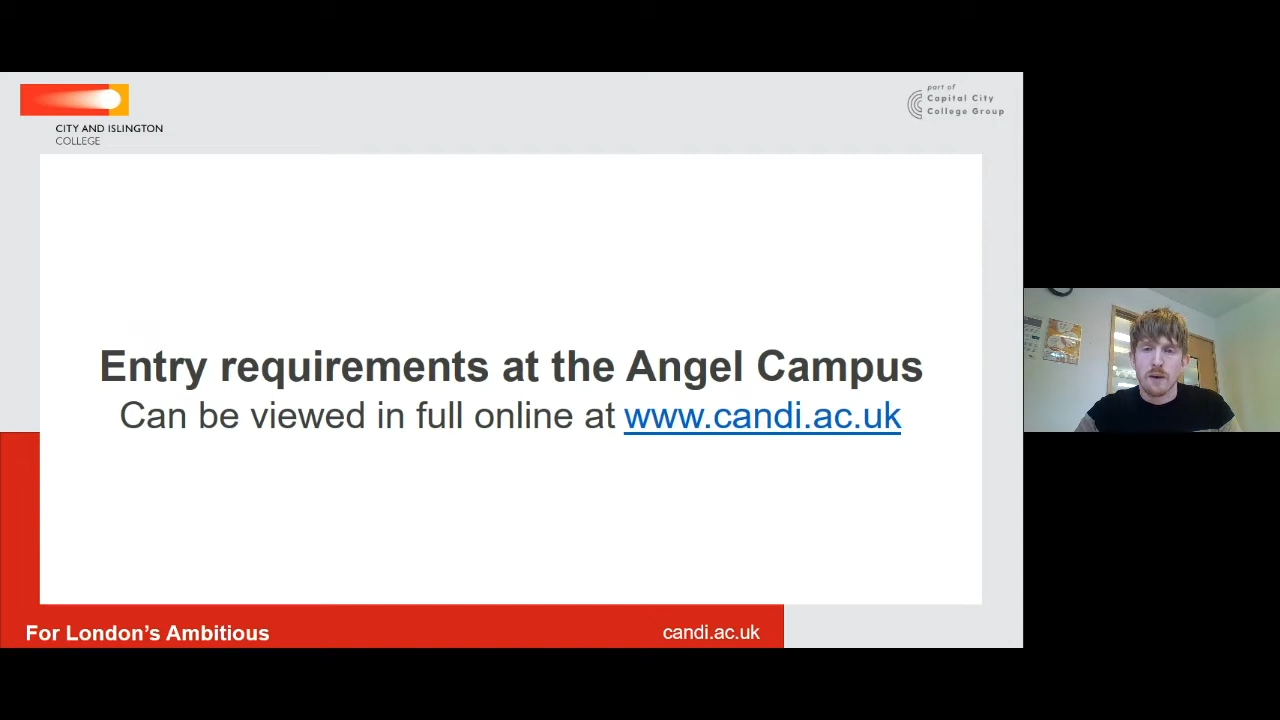 CITY AND ISLINGTON
COLLEGE
part of
Capital City
College Group
Entry requirements at the Angel Campus
Can be viewed in full online at www.candi.ac.uk
For London’s Ambitious
candi.ac.uk